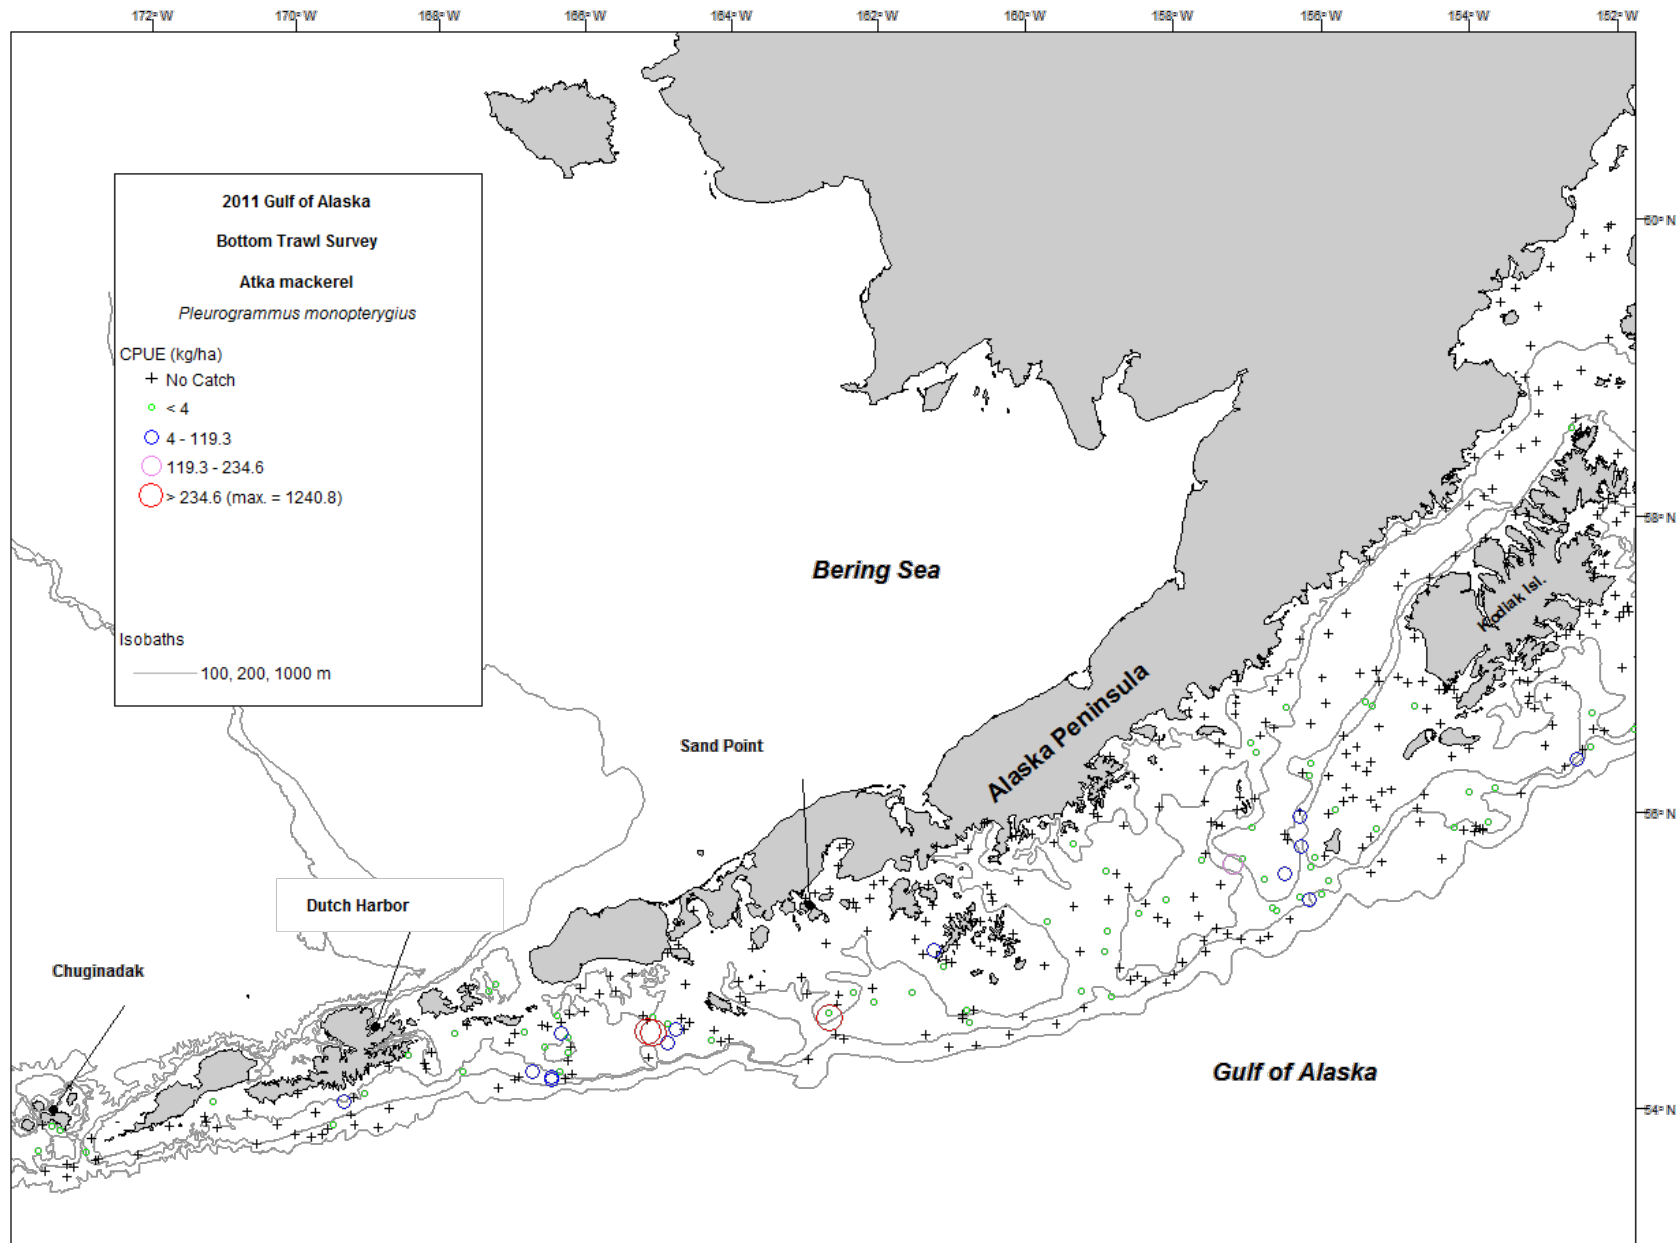 172° W 170° W 168° W 166° W 164° W 162° W 160° W 158° W 156° W 154° W 152° W
60° N
2011 Gulf of Alaska
Bottom Trawl Survey
Atka mackerel
Pleurogrammus monopterygius
CPUE (kg/ha)
No Catch
< 4
4 - 119.3
119.3 - 234.6
> 234.6 (max. = 1240.8)
Isobaths
100, 200, 1000 m
58° N
Bering Sea
Kodiak Isl.
Alaska Peninsula
Sand Point
56° N
Dutch Harbor
Chuginadak
Gulf of Alaska
54° N